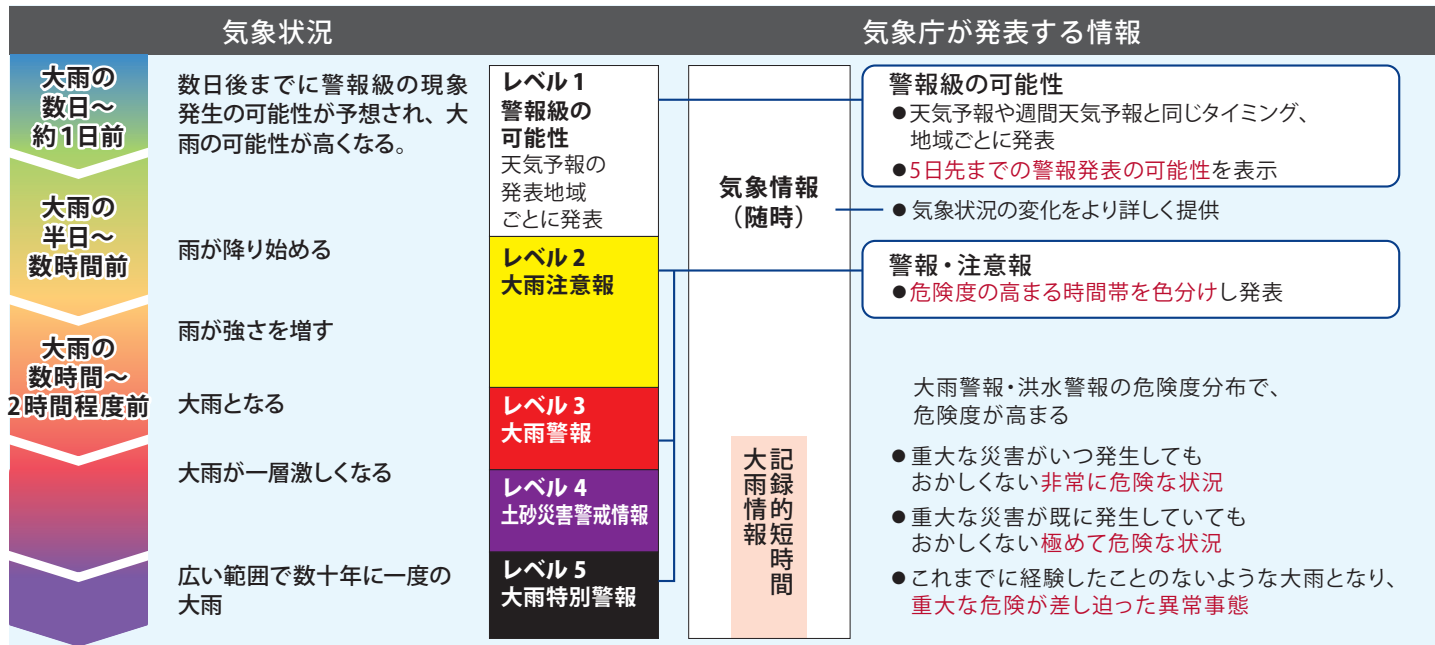 気象状況
気象庁が発表する情報
大雨の
数日～
約1日前
大雨の
半日～
数時間前
大雨の
数時間～
2時間程度前
数日後までに警報級の現象
発生の可能性が予想され、大
雨の可能性が高くなる。
雨が降り始める
雨が強さを増す
大雨となる
大雨が一層激しくなる
広い範囲で数十年に一度の
大雨
レベル 1
警報級の
可能性
天気予報の
発表地域
ごとに発表
レベル 2
大雨注意報
レベル 3
大雨警報
レベル 4
土砂災害警戒情報
レベル 5
大雨特別警報
気象情報
（随時）
記録的短時間
大雨情報
警報級の可能性
●天気予報や週間天気予報と同じタイミング、
地域ごとに発表
●5日先までの警報発表の可能性を表示
●気象状況の変化をより詳しく提供
警報・注意報
●危険度の高まる時間帯を色分けし発表
大雨警報・洪水警報の危険度分布で、
危険度が高まる
●重大な災害がいつ発生しても
おかしくない非常に危険な状況
●重大な災害が既に発生していても
おかしくない極めて危険な状況
●これまでに経験したことのないような大雨となり、
重大な危険が差し迫った異常事態